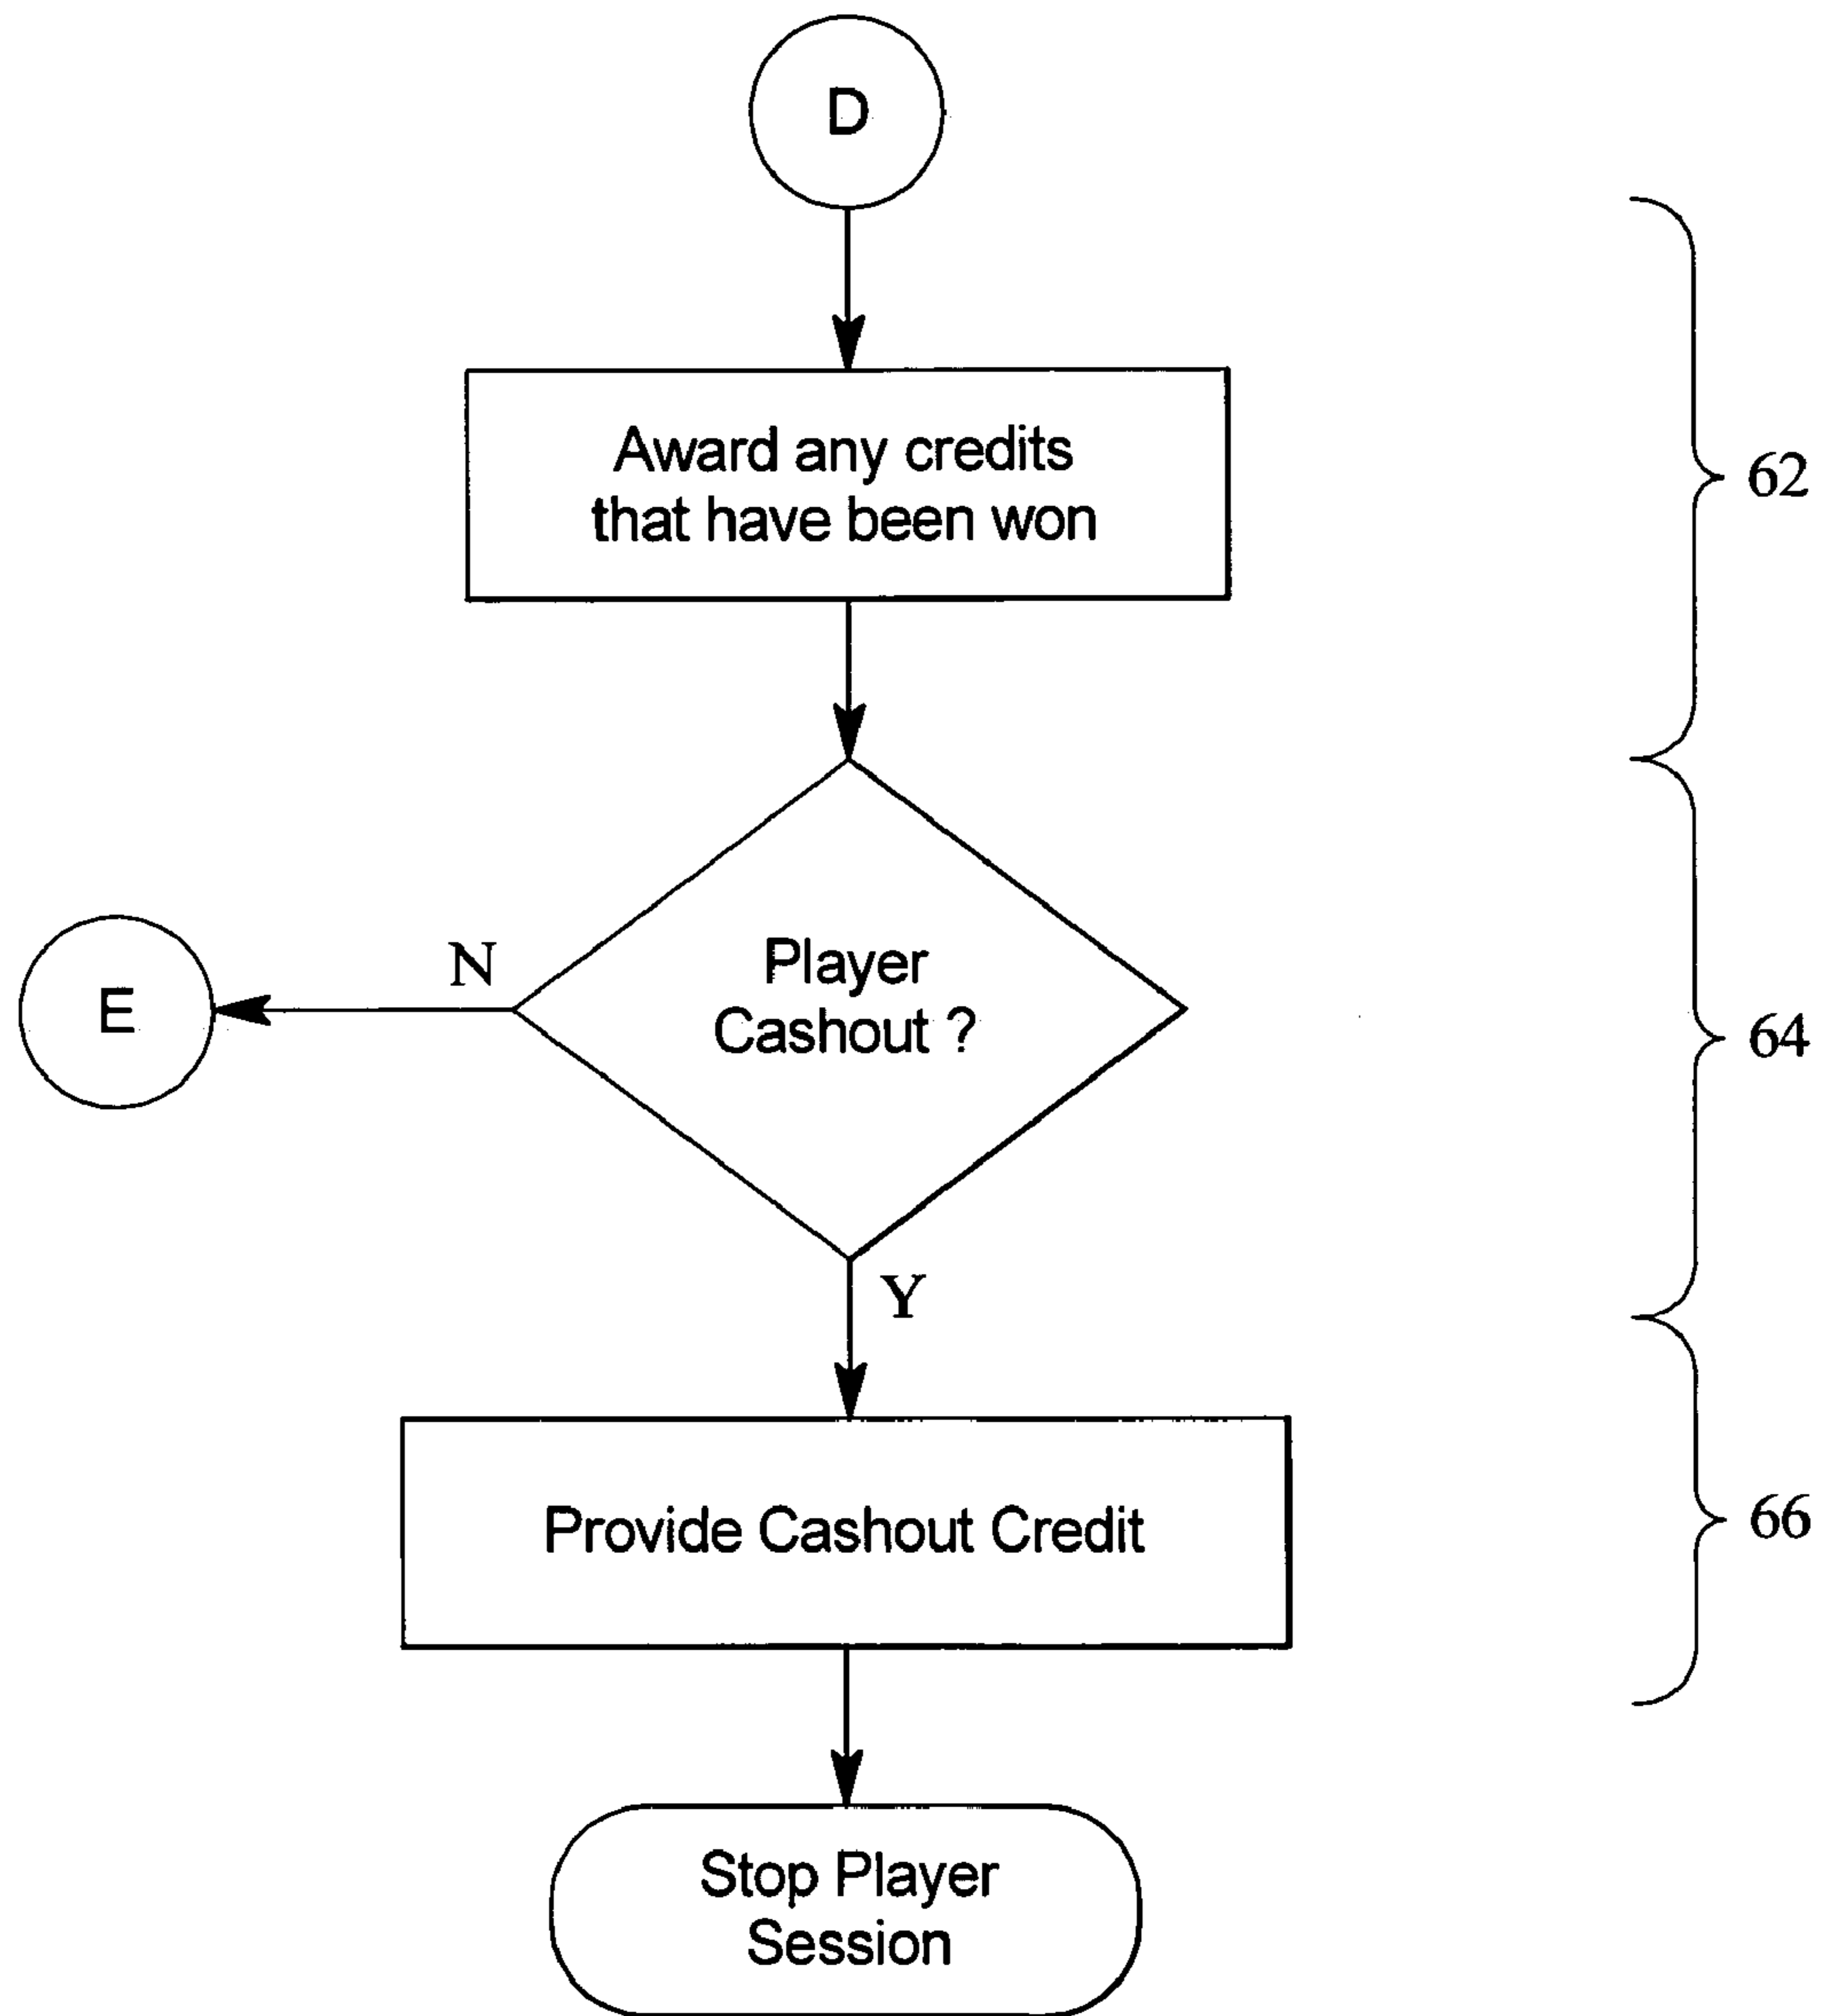 D
Award any credits
that have been won
62
Player
Cashout ?
N
E
64
Y
Provide Cashout Credit
66
Stop Player
Session